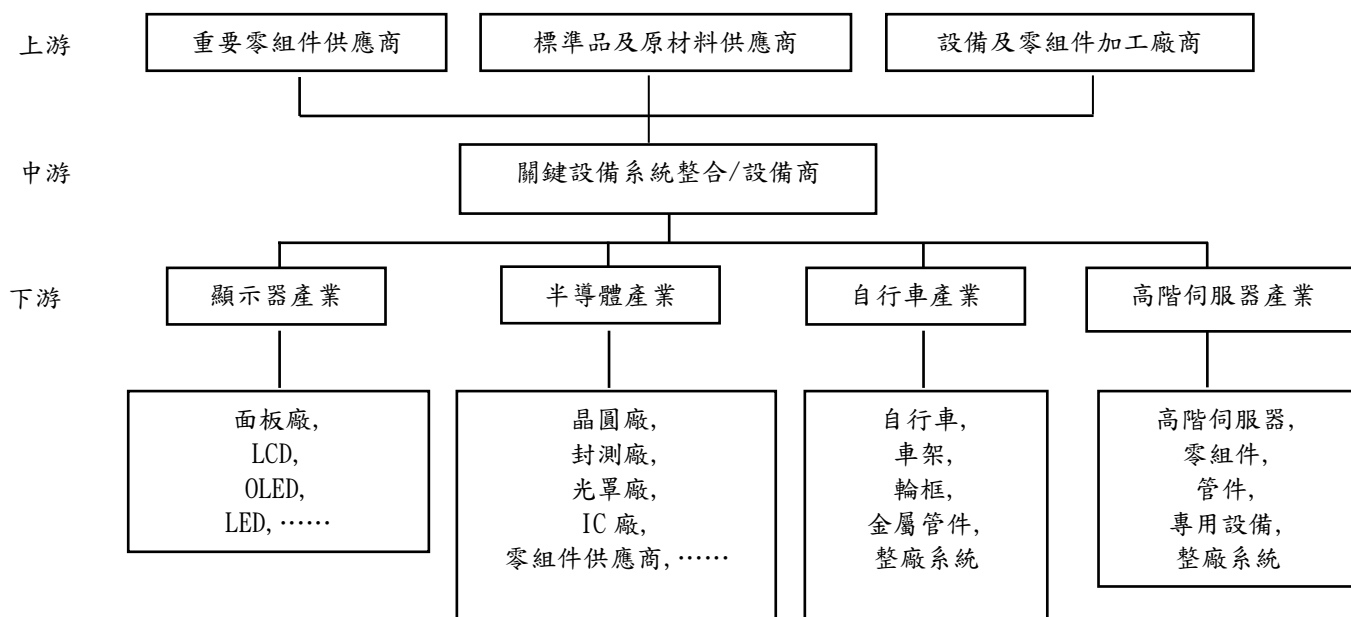 上游
重要零組件供應商
標準品及原材料供應商
設備及零組件加工廠商
中游
關鍵設備系統整合/設備商
下游
顯示器產業
半導體產業
自行車產業
高階伺服器產業
面板廠,
LCD,
OLED,
LED,……
晶圓廠,
封測廠,
光罩廠,
IC 廠,
零組件供應商,……
自行車,
車架,
輪框,
金屬管件,
整廠系統
高階伺服器,
零組件,
管件,
專用設備,
整廠系統